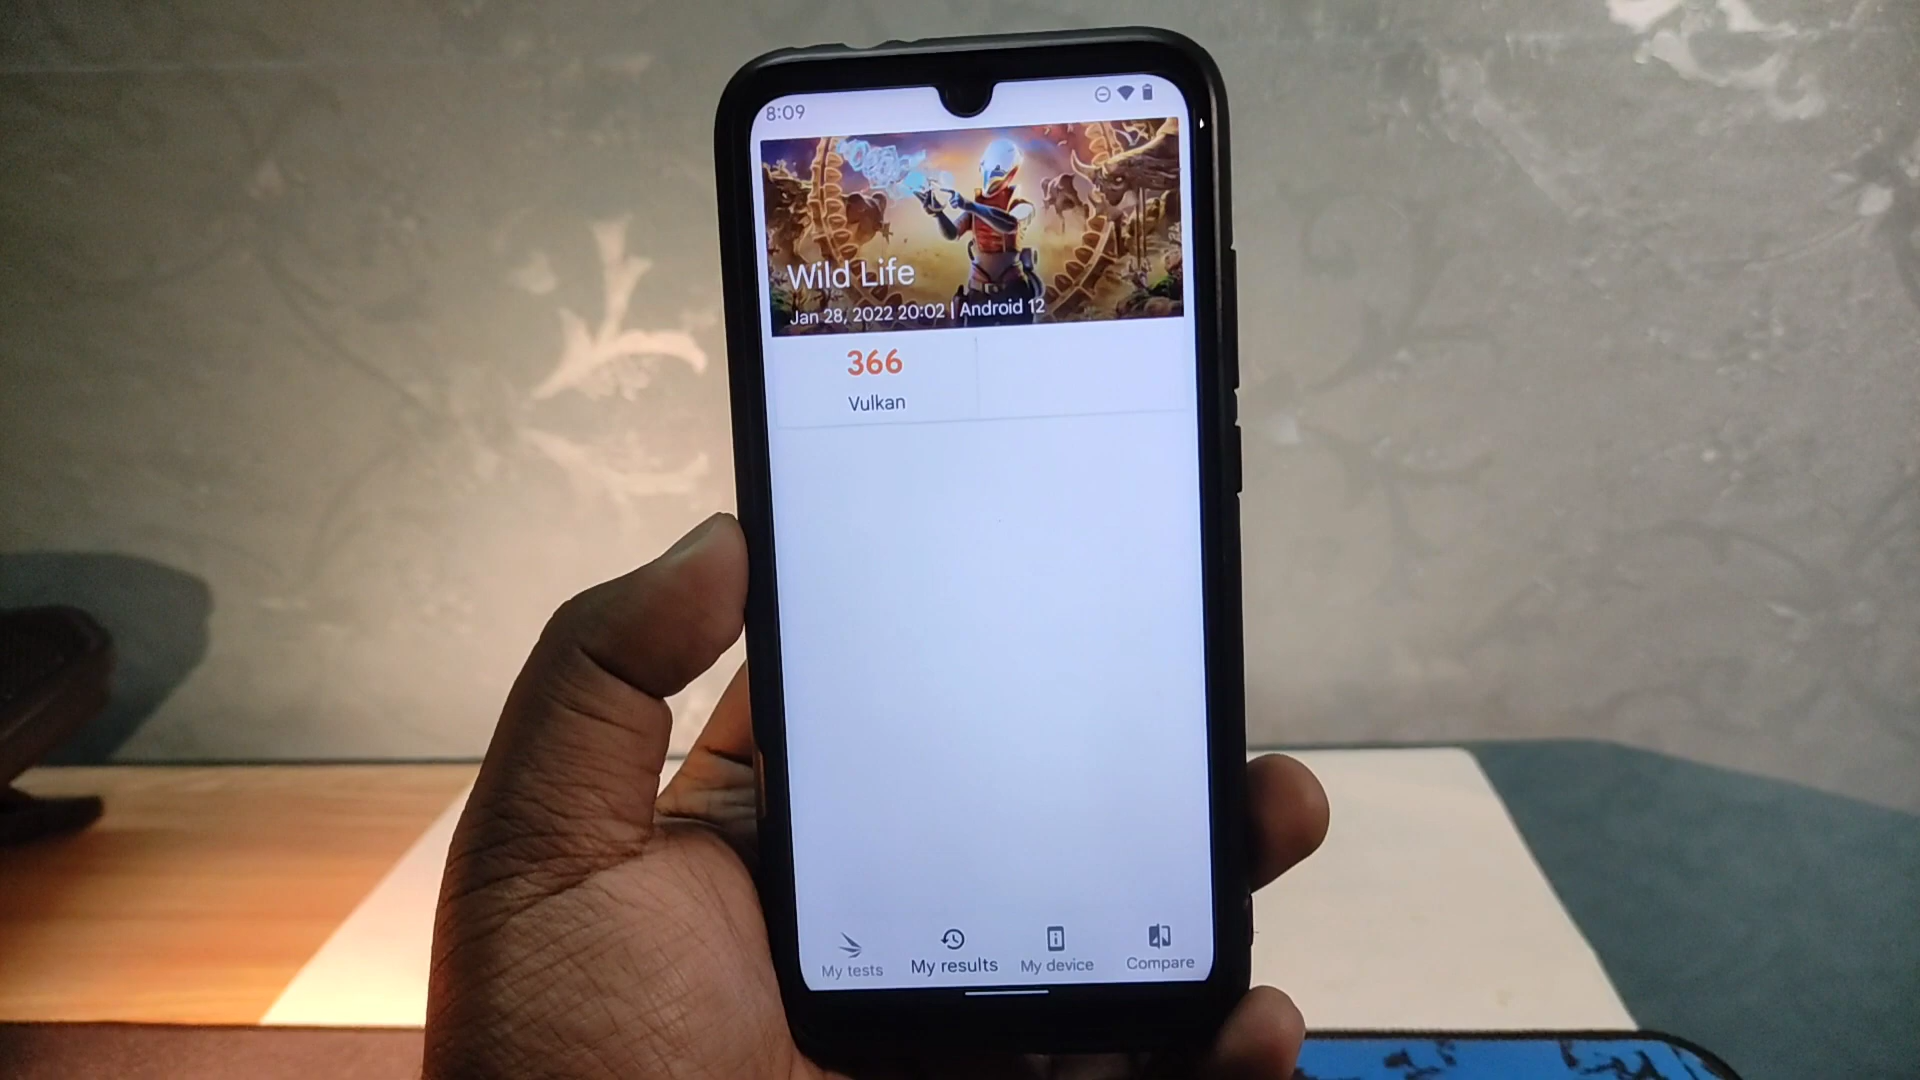 8:09
Wild Life
Jan 28, 2022 20:02 | Android 12
366
Vulkan
My tests
My results
My device
Compare